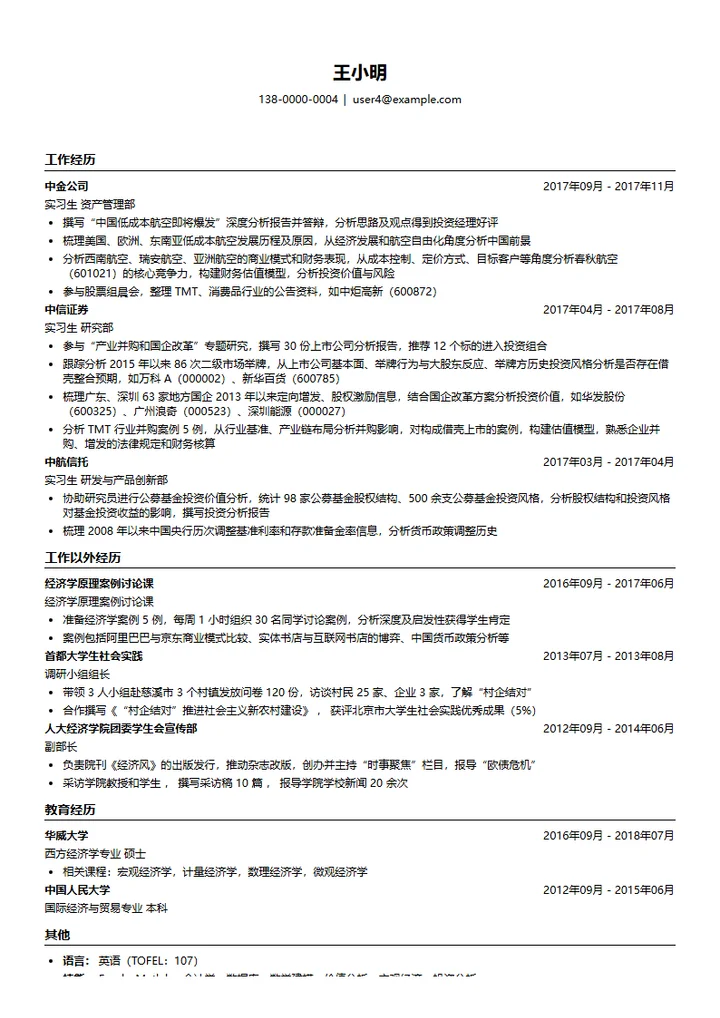 王小明
138-0000-0004 | user4@example.com
工作经历
中金公司 2017年09月 - 2017年11月
实习生 资产管理部
• 撰写“中国低成本航空即将爆发”深度分析报告并答辩，分析思路及观点得到投资经理好评
• 梳理美国、欧洲、东南亚低成本航空发展历程及原因，从经济发展和航空自由化角度分析中国前景
• 分析西南航空、瑞安航空、亚洲航空的商业模式和财务表现，从成本控制、定价方式、目标客户等角度分析春秋航空
（601021）的核心竞争力，构建财务估值模型，分析投资价值与风险
• 参与股票组晨会，整理 TMT、消费品行业的公告资料，如中炬高新（600872）
中信证券 2017年04月 - 2017年08月
实习生 研究部
• 参与“产业并购和国企改革”专题研究，撰写 30 份上市公司分析报告，推荐 12 个标的进入投资组合
• 跟踪分析 2015 年以来 86 次二级市场举牌，从上市公司基本面、举牌行为与大股东反应、举牌方历史投资风格分析是否存在借
壳整合预期，如万科 A（000002）、新华百货（600785）
• 梳理广东、深圳 63 家地方国企 2013 年以来定向增发、股权激励信息，结合国企改革方案分析投资价值，如华发股份
（600325）、广州浪奇（000523）、深圳能源（000027）
• 分析 TMT 行业并购案例 5 例，从行业基准、产业链布局分析并购影响，对构成借壳上市的案例，构建估值模型，熟悉企业并
购、增发的法律规定和财务核算
中航信托 2017年03月 - 2017年04月
实习生 研发与产品创新部
• 协助研究员进行公募基金投资价值分析，统计 98 家公募基金股权结构、500 余支公募基金投资风格，分析股权结构和投资风格
对基金投资收益的影响，撰写投资分析报告
• 梳理 2008 年以来中国央行历次调整基准利率和存款准备金率信息，分析货币政策调整历史
工作以外经历
经济学原理案例讨论课 2016年09月 - 2017年06月
经济学原理案例讨论课
• 准备经济学案例 5 例，每周 1 小时组织 30 名同学讨论案例，分析深度及启发性获得学生肯定
• 案例包括阿里巴巴与京东商业模式比较、实体书店与互联网书店的博弈、中国货币政策分析等
首都大学生社会实践 2013年07月 - 2013年08月
调研小组组长
• 带领 3 人小组赴慈溪市 3 个村镇发放问卷 120 份，访谈村民 25 家、企业 3 家，了解“村企结对”
• 合作撰写《 “村企结对”推进社会主义新农村建设》 ， 获评北京市大学生社会实践优秀成果（5%）
人大经济学院团委学生会宣传部 2012年09月 - 2014年06月
副部长
• 负责院刊《经济风》的出版发行，推动杂志改版，创办并主持“时事聚焦”栏目，报导“欧债危机”
• 采访学院教授和学生 ， 撰写采访稿 10 篇 ， 报导学院学校新闻 20 余次
教育经历
华威大学 2016年09月 - 2018年07月
西方经济学专业 硕士
• 相关课程：宏观经济学，计量经济学，数理经济学，微观经济学
中国人民大学 2012年09月 - 2015年06月
国际经济与贸易专业 本科
其他
• 语言： 英语（TOFEL：107）